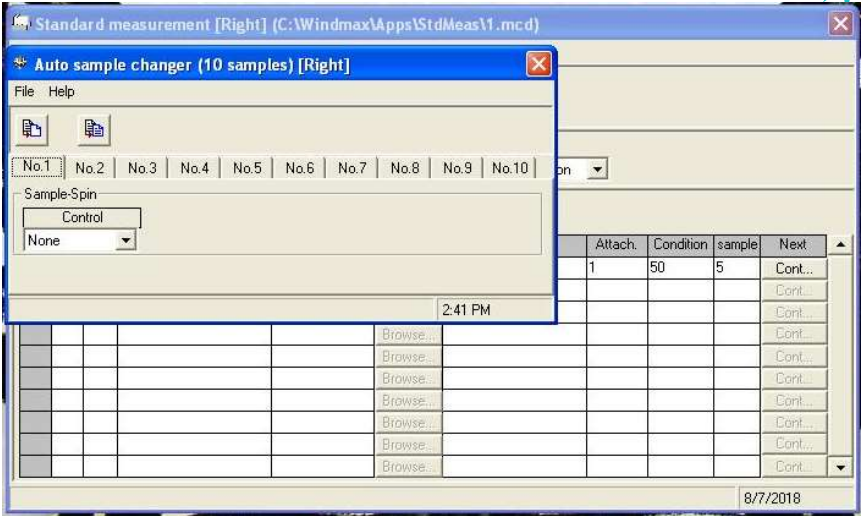 Standard measurement [Right] (C:\Windmax\Apps\StdMeas\1.mcd)
Auto sample changer (10 samples) [Right]
File Help
No.1 No.2 No.3 No.4 No.5 No.6 No.7 No.8 No.9 No.10
on
Sample-Spin
Control
None
Attach. Condition sample Next
1 50 5 Cont...
Cont...
2:41 PM Cont...
Browse... Cont...
Browse... Cont...
Browse... Cont...
Browse... Cont...
Browse... Cont...
Browse... Cont...
Browse... Cont...
8/7/2018